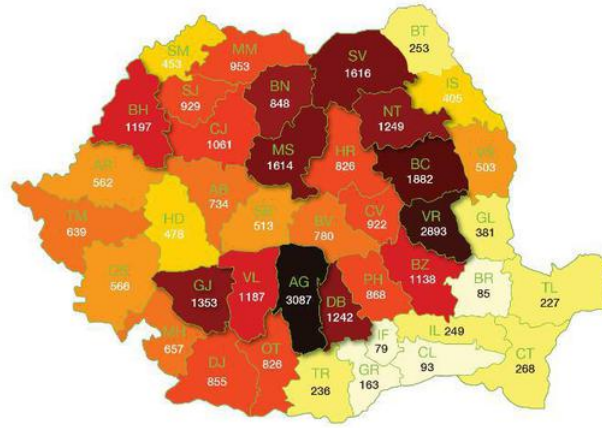 BT
253
SV
1616
MM
953
SM
453
SJ
929
BN
848
IS
405
NT
1249
BH
1197
CJ
1061
MS
1614
HR
826
BC
1882
VS
503
AR
562
AB
734
TM
639
HD
478
SB
513
BV
780
CV
922
VR
2893
GL
381
CS
566
GJ
1353
VL
1187
AG
3087
DB
1242
PH
868
BZ
1138
BR
85
TL
227
MH
657
DJ
855
OT
826
TR
236
IF
79
GR
163
IL 249
CL
93
CT
268